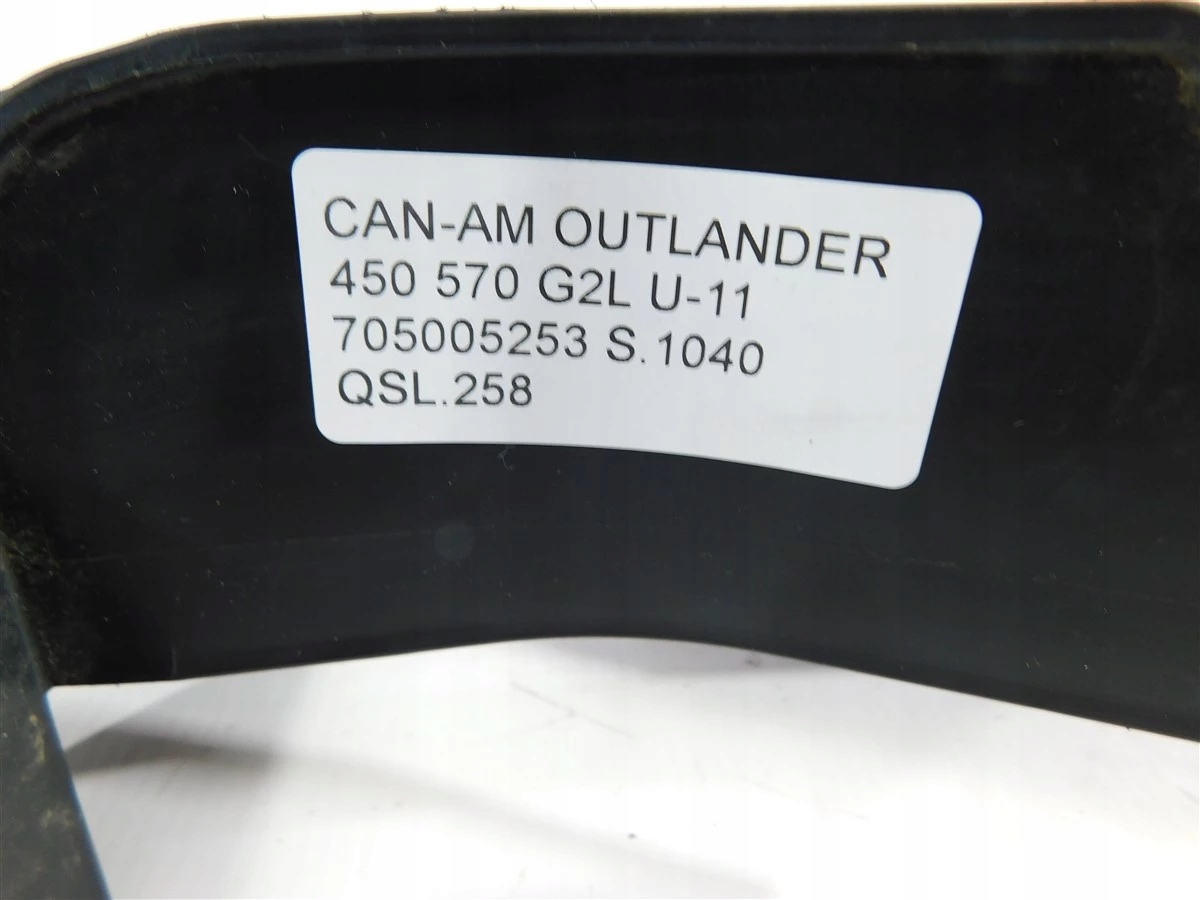 CAN-AM OUTLANDER
450 570 G2L U-11
705005253 S.1040
QSL.258